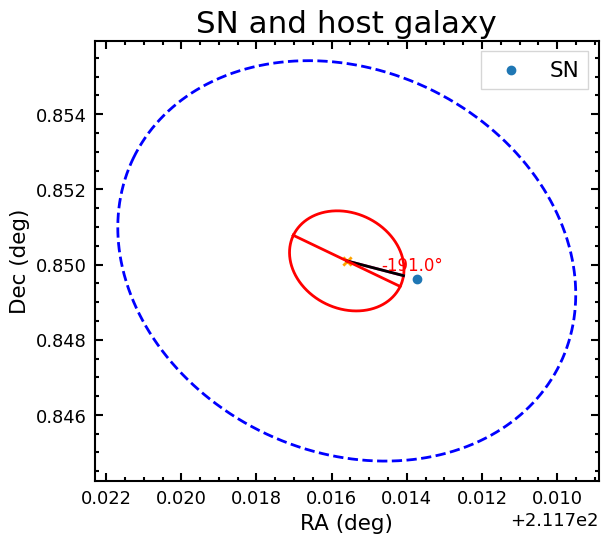 SN and host galaxy
SN
-191.0°
0.854
0.852
0.850
0.848
0.846
Dec (deg)
0.022 0.020 0.018 0.016 0.014 0.012 0.010
+2.117e2
RA (deg)